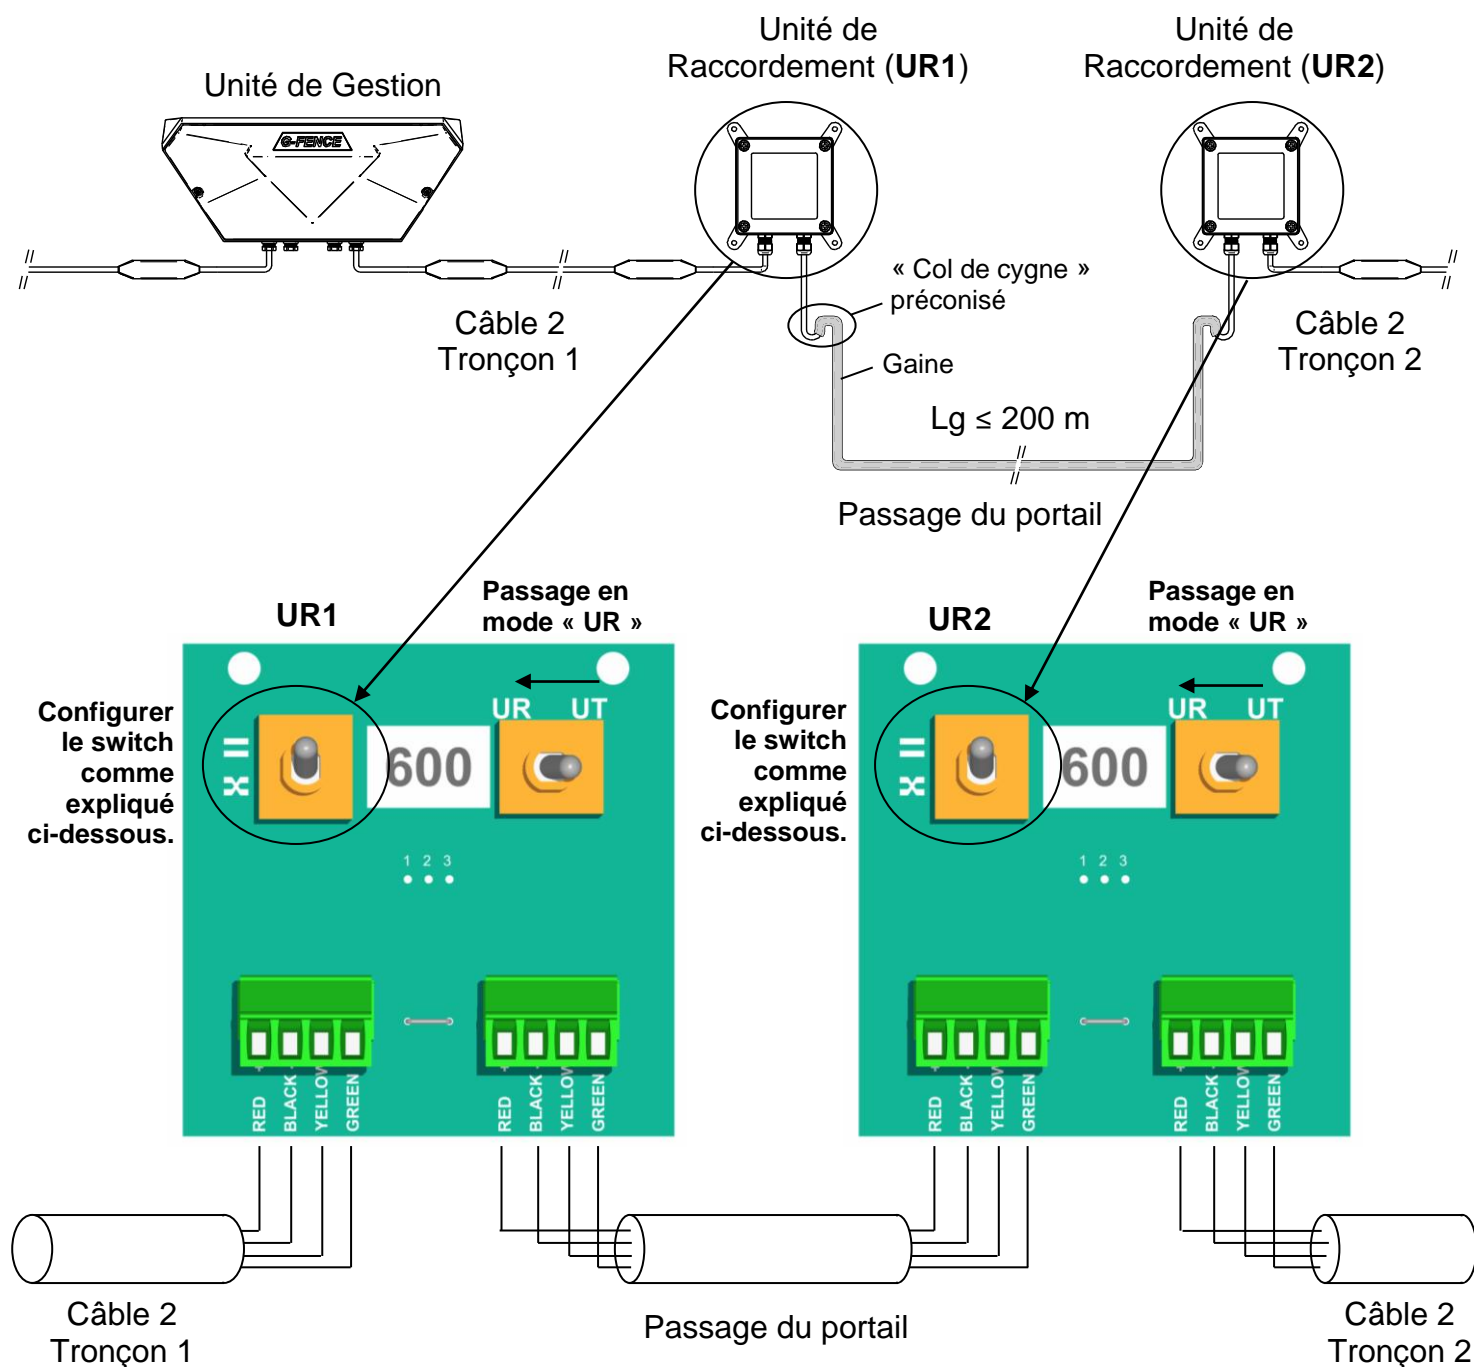 Unité de Gestion
Unité de
Raccordement (UR1)
Unité de
Raccordement (UR2)
G-FENCE
Câble 2
Tronçon 1
« Col de cygne »
préconisé
Gaine
Lg ≤ 200 m
Passage du portail
Câble 2
Tronçon 2
UR1
Passage en
mode « UR »
Configurer
le switch
comme
expliqué
ci-dessous.
UR UT
=
x
600
1 2 3
RED +
BLACK -
YELLOW
GREEN
RED +
BLACK -
YELLOW
GREEN
UR2
Passage en
mode « UR »
Configurer
le switch
comme
expliqué
ci-dessous.
UR UT
=
x
600
1 2 3
RED +
BLACK -
YELLOW
GREEN
RED +
BLACK -
YELLOW
GREEN
Câble 2
Tronçon 1
Passage du portail
Câble 2
Tronçon 2